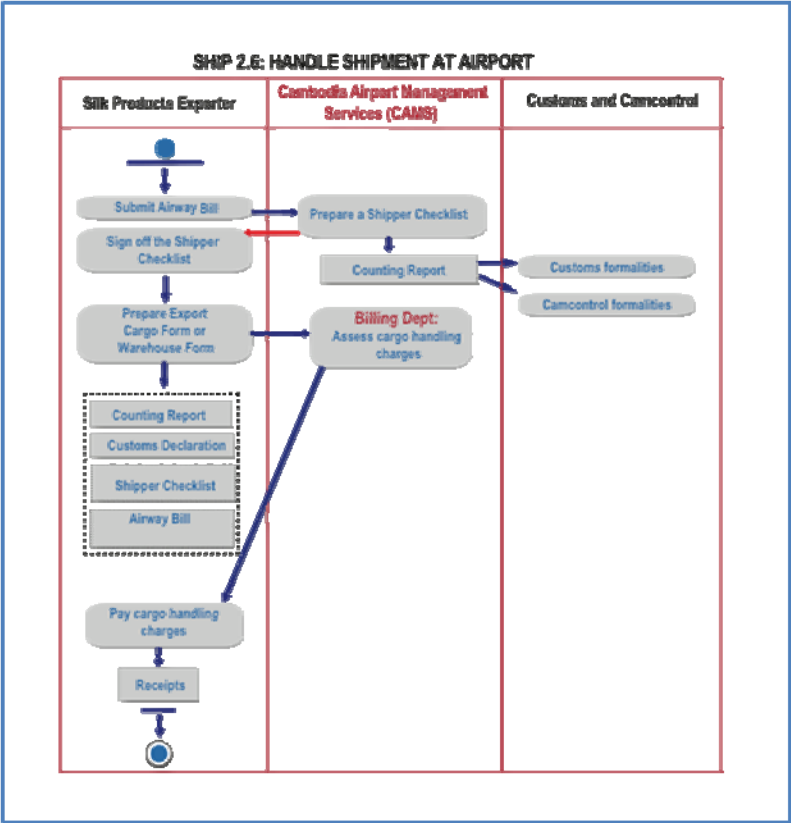 SHIP 2.6: HANDLE SHIPMENT AT AIRPORT
Silk Products Exporter
Cambodia Airport Management
Services (CAMS)
Customs and Camcontrol
Submit Airway Bill
Prepare a Shipper Checklist
Sign off the Shipper
Checklist
Counting Report
Customs formalities
Camcontrol formalities
Prepare Export
Cargo Form or
Warehouse Form
Billing Dept:
Assess cargo handling
charges
Counting Report
Customs Declaration
Shipper Checklist
Airway Bill
Pay cargo handling
charges
Receipts